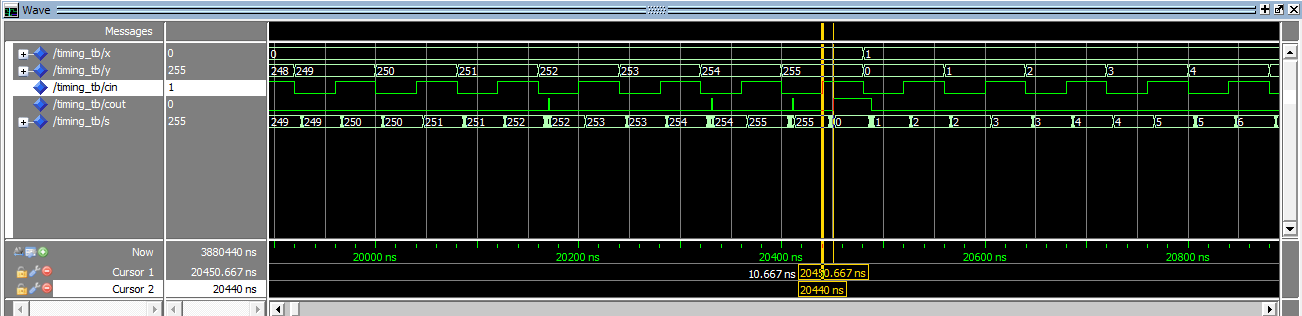 Wave
Messages
/timing_tb/x 0 0 1
/timing_tb/y 255 248 249 250 251 252 253 254 255 0 1 2 3 4
/timing_tb/cin 1
/timing_tb/cout 0
/timing_tb/s 255 249 249 250 250 251 251 252 252 253 253 254 254 255 255 0 1 2 2 3 3 4 4 5 5 6
Now 3880440 ns 20000 ns 20200 ns 20400 ns 20600 ns 20800 ns
Cursor 1 20450.667 ns 10.667 ns 20450.667 ns
Cursor 2 20440 ns 20440 ns